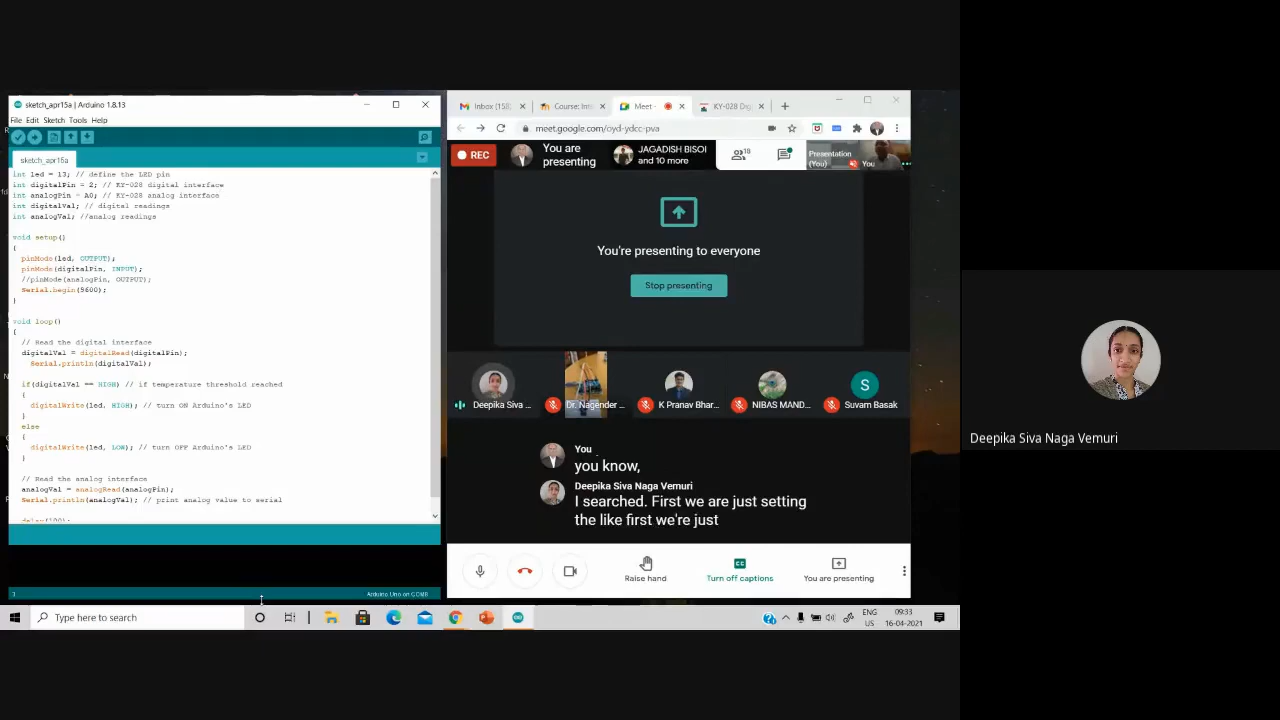 sketch_apr15a | Arduino 1.8.13
File Edit Sketch Tools Help
sketch_apr15a
int led = 13; // define the LED pin
int digitalPin = 2; // KY-028 digital interface
int analogPin = A0; // KY-028 analog interface
int digitalVal; // digital readings
int analogVal; //analog readings
void setup()
{
pinMode(led, OUTPUT);
pinMode(digitalPin, INPUT);
//pinMode(analogPin, OUTPUT);
Serial.begin(9600);
}
void loop()
{
// Read the digital interface
digitalVal = digitalRead(digitalPin);
Serial.println(digitalVal);
if(digitalVal == HIGH) // if temperature threshold reached
{
digitalWrite(led, HIGH); // turn ON Arduino's LED
}
else
{
digitalWrite(led, LOW); // turn OFF Arduino's LED
}
// Read the analog interface
analogVal = analogRead(analogPin);
Serial.println(analogVal); // print analog value to serial
delay(100);
3
Arduino Uno on COM8
Inbox (158
Course: Int
Meet -
KY-028 Dig
meet.google.com/oyd-ydcc-pva
REC
You are
presenting
JAGADISH BISOI
and 10 more
Presentation
(You)
You
You're presenting to everyone
Stop presenting
Deepika Siva ...
Dr. Nagender ...
K Pranav Bhar...
NIBAS MAND...
S
Suvam Basak
You
you know,
Deepika Siva Naga Vemuri
I searched. First we are just setting
the like first we're just
Raise hand
Turn off captions
You are presenting
Type here to search
ENG
US
09:33
16-04-2021
Deepika Siva Naga Vemuri